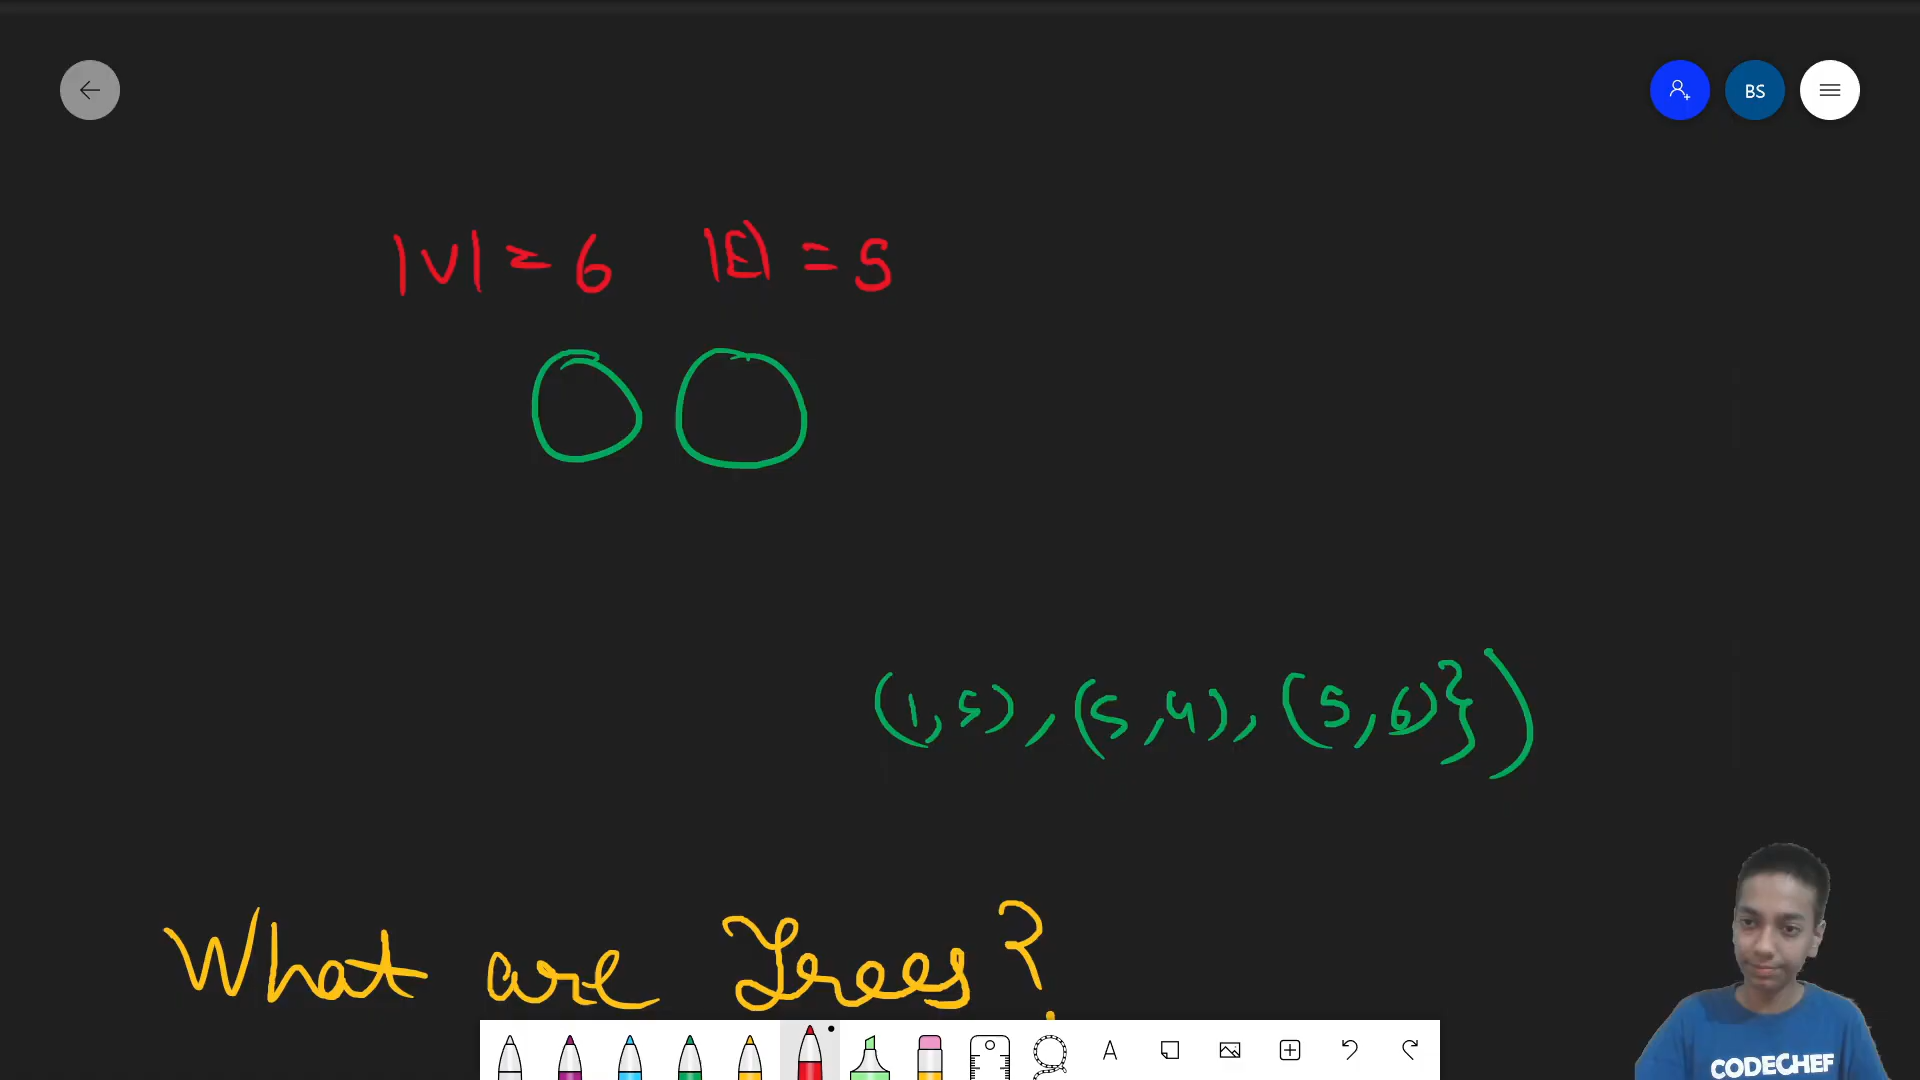 BS
|V| = 6 |E| = 5
(1,5), (5,4), (5,6)})
What are Trees?
A
CODECHEF